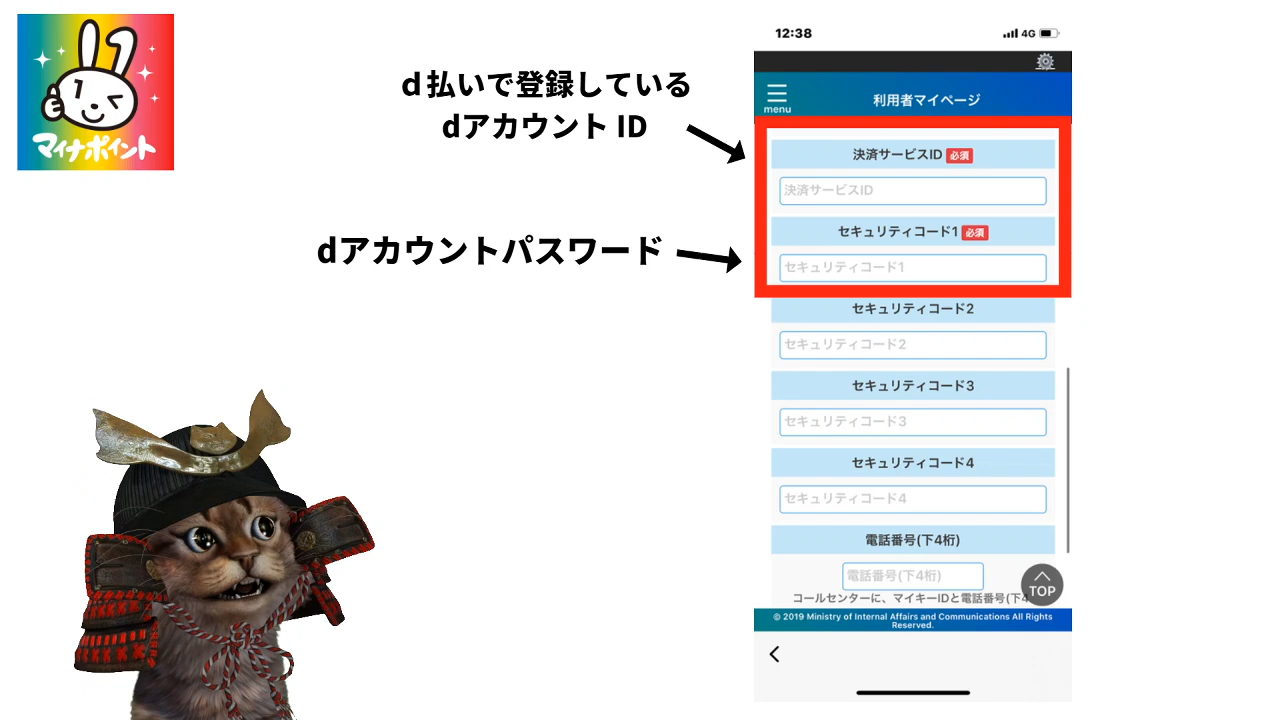 マイナポイント
d払いで登録している
dアカウント ID
dアカウントパスワード
12:38
4G
menu
利用者マイページ
決済サービスID 必須
決済サービスID
セキュリティコード1 必須
セキュリティコード1
セキュリティコード2
セキュリティコード2
セキュリティコード3
セキュリティコード3
セキュリティコード4
セキュリティコード4
電話番号(下4桁)
電話番号(下4桁)
TOP
コールセンターに、マイキーIDと電話番号(下4
© 2019 Ministry of Internal Affairs and Communications All Rights
Reserved.